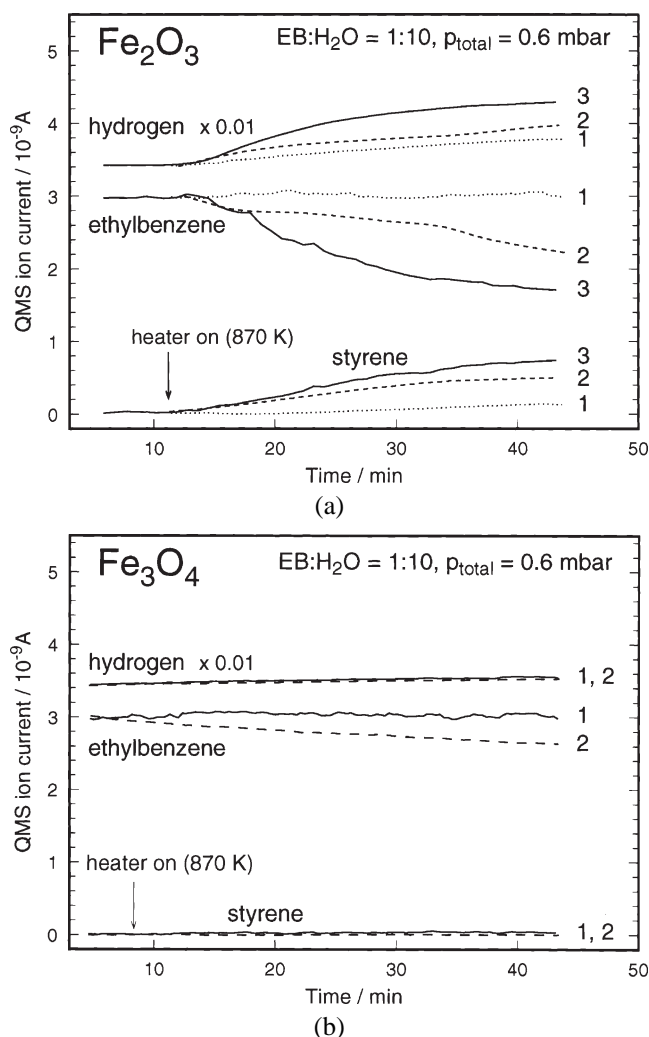 (a)
Fe2O3
EB:H2O = 1:10, ptotal = 0.6 mbar
QMS ion current / 10-9A
5
4
3
2
1
0
hydrogen x 0.01
3
2
1
ethylbenzene
1
2
3
heater on (870 K)
styrene
3
2
1
10
20
30
40
50
Time / min
(a)
Fe3O4
EB:H2O = 1:10, ptotal = 0.6 mbar
QMS ion current / 10-9A
5
4
3
2
1
0
hydrogen x 0.01
1, 2
1
ethylbenzene
2
heater on (870 K)
styrene
1, 2
10
20
30
40
50
Time / min
(b)